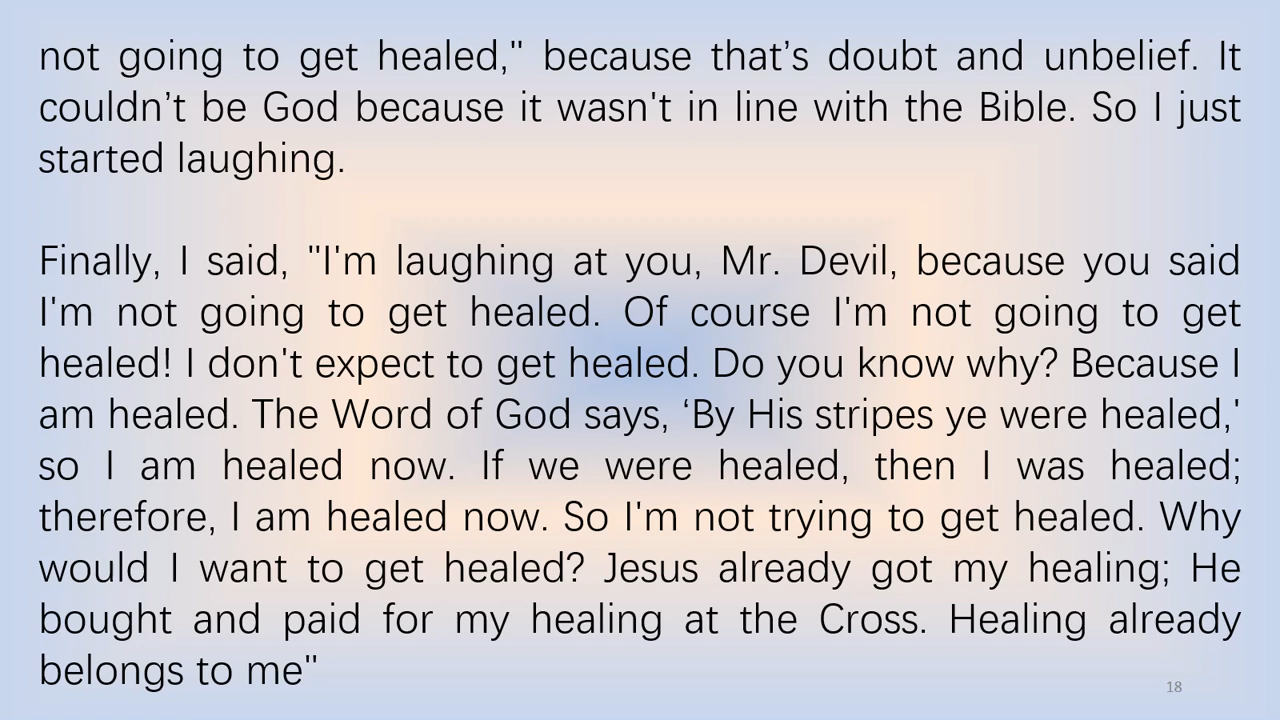 not going to get healed," because that’s doubt and unbelief. It
couldn’t be God because it wasn't in line with the Bible. So I just
started laughing.
Finally, I said, "I'm laughing at you, Mr. Devil, because you said
I'm not going to get healed. Of course I'm not going to get
healed! I don't expect to get healed. Do you know why? Because I
am healed. The Word of God says, ‘By His stripes ye were healed,'
so I am healed now. If we were healed, then I was healed;
therefore, I am healed now. So I'm not trying to get healed. Why
would I want to get healed? Jesus already got my healing; He
bought and paid for my healing at the Cross. Healing already
belongs to me"
18